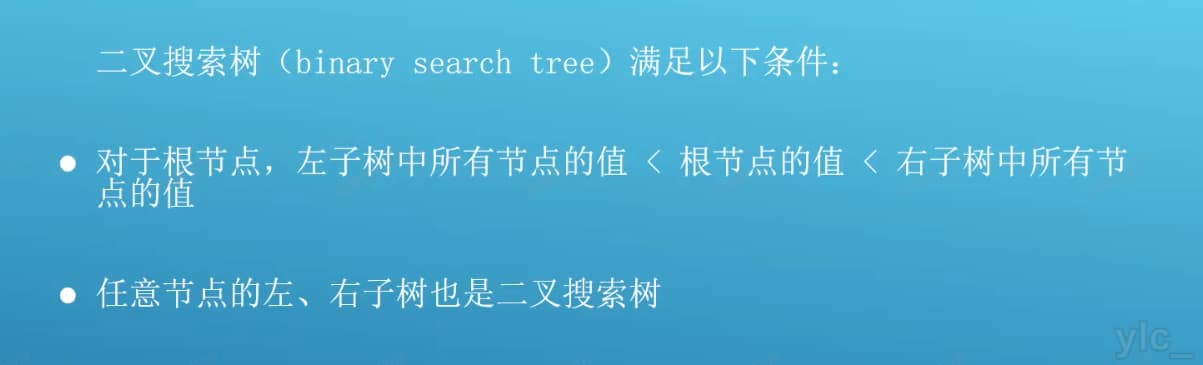 二叉搜索树（binary search tree）满足以下条件：
对于根节点，左子树中所有节点的值 < 根节点的值 < 右子树中所有节
点的值
任意节点的左、右子树也是二叉搜索树
ylc_